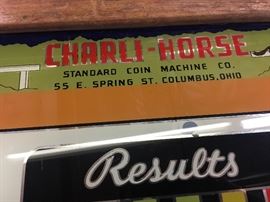 CHARLI-HORSE
STANDARD COIN MACHINE CO.
55 E. SPRING ST. COLUMBUS, OHIO
Results